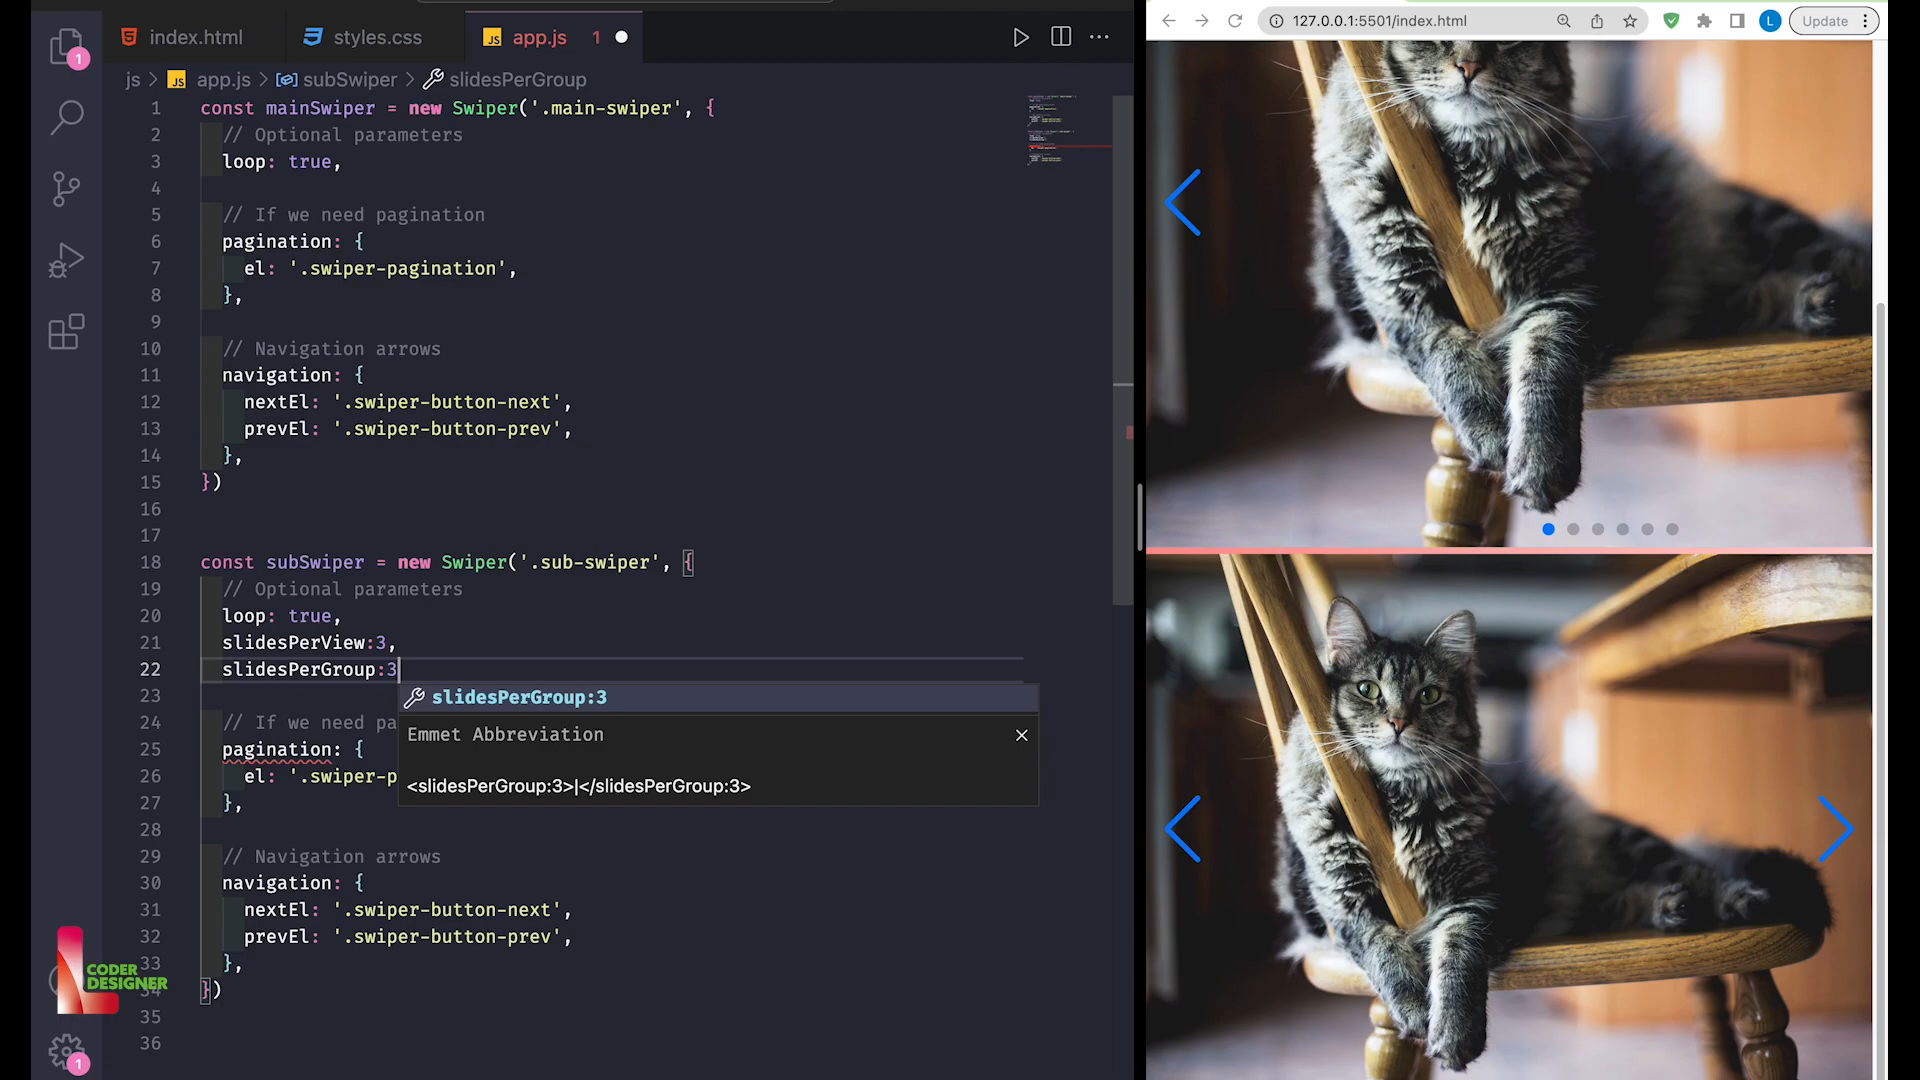 index.html
styles.css
app.js 1
js > JS app.js > subSwiper > slidesPerGroup
1 const mainSwiper = new Swiper('.main-swiper', {
2 // Optional parameters
3 loop: true,
4
5 // If we need pagination
6 pagination: {
7 el: '.swiper-pagination',
8 },
9
10 // Navigation arrows
11 navigation: {
12 nextEl: '.swiper-button-next',
13 prevEl: '.swiper-button-prev',
14 },
15 })
16
17
18 const subSwiper = new Swiper('.sub-swiper', {
19 // Optional parameters
20 loop: true,
21 slidesPerView:3,
22 slidesPerGroup:3
23
slidesPerGroup:3
24 // If we need pa
Emmet Abbreviation
25 pagination: {
26 el: '.swiper-p
<slidesPerGroup:3>|</slidesPerGroup:3>
27 },
28
29 // Navigation arrows
30 navigation: {
31 nextEl: '.swiper-button-next',
32 prevEl: '.swiper-button-prev',
33 },
34 })
35
36
1
1
CODER
DESIGNER
127.0.0.1:5501/index.html
L
Update